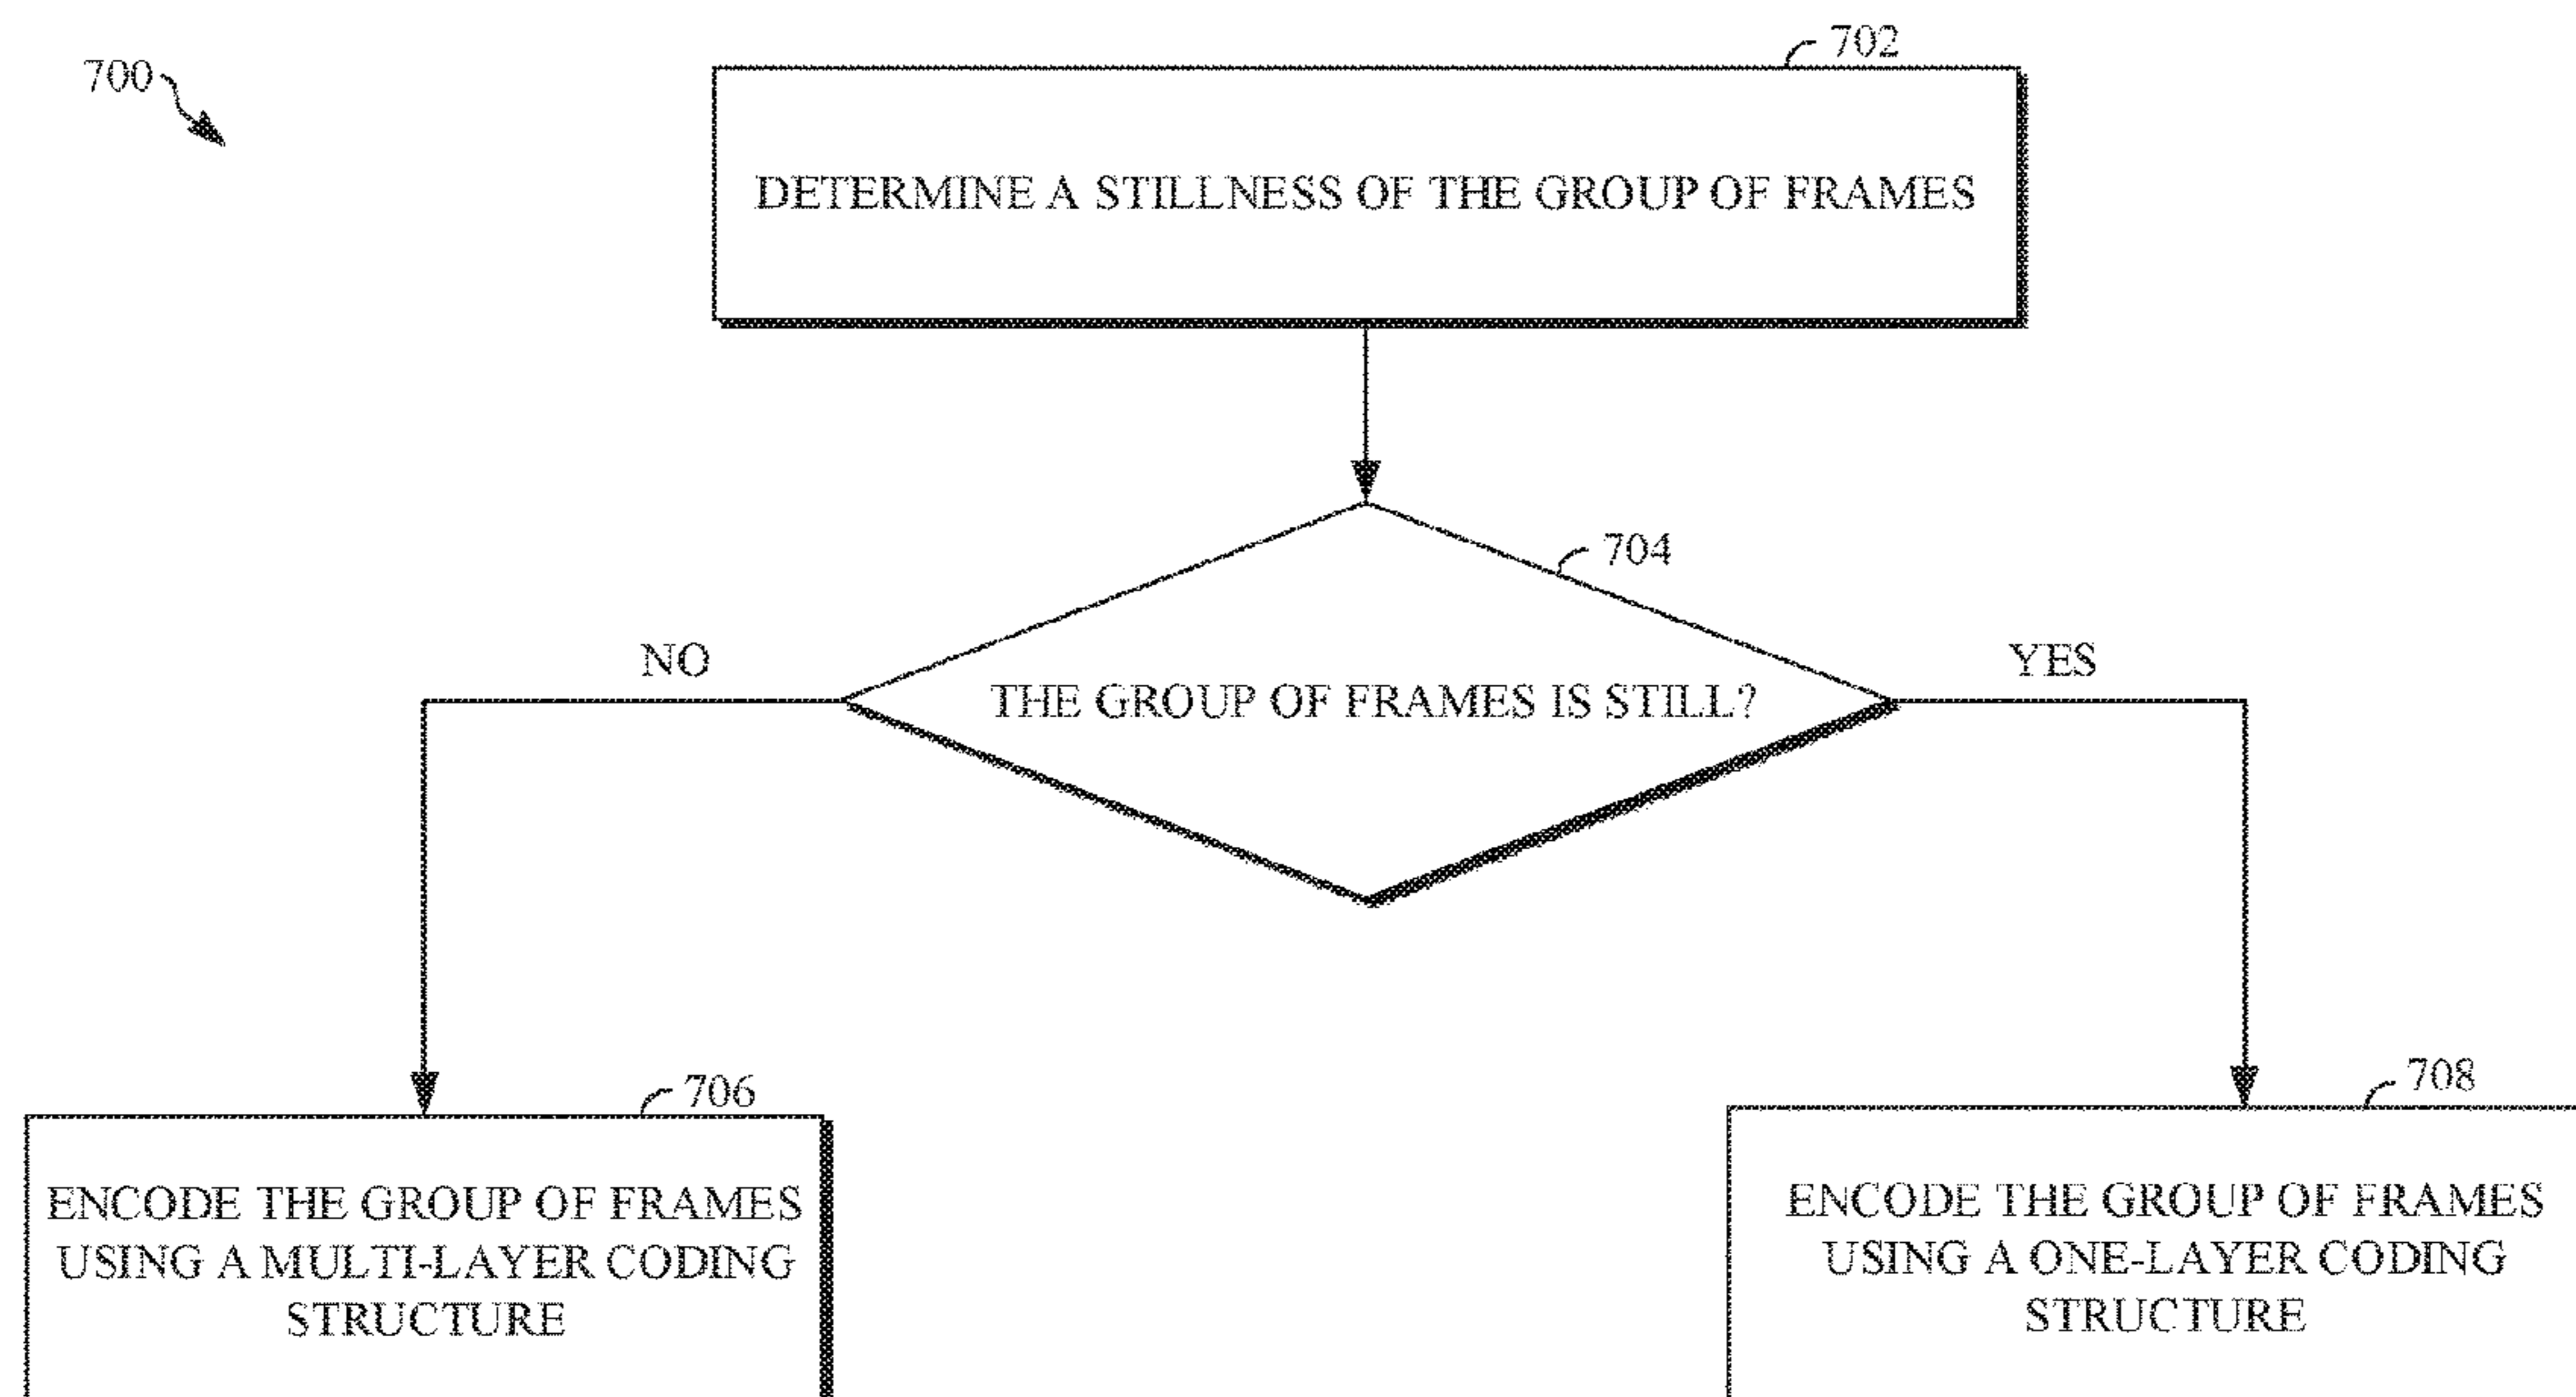 700
702
DETERMINE A STILLNESS OF THE GROUP OF FRAMES
704
NO
YES
THE GROUP OF FRAMES IS STILL?
706
708
ENCODE THE GROUP OF FRAMES
USING A MULTI-LAYER CODING
STRUCTURE
ENCODE THE GROUP OF FRAMES
USING A ONE-LAYER CODING
STRUCTURE